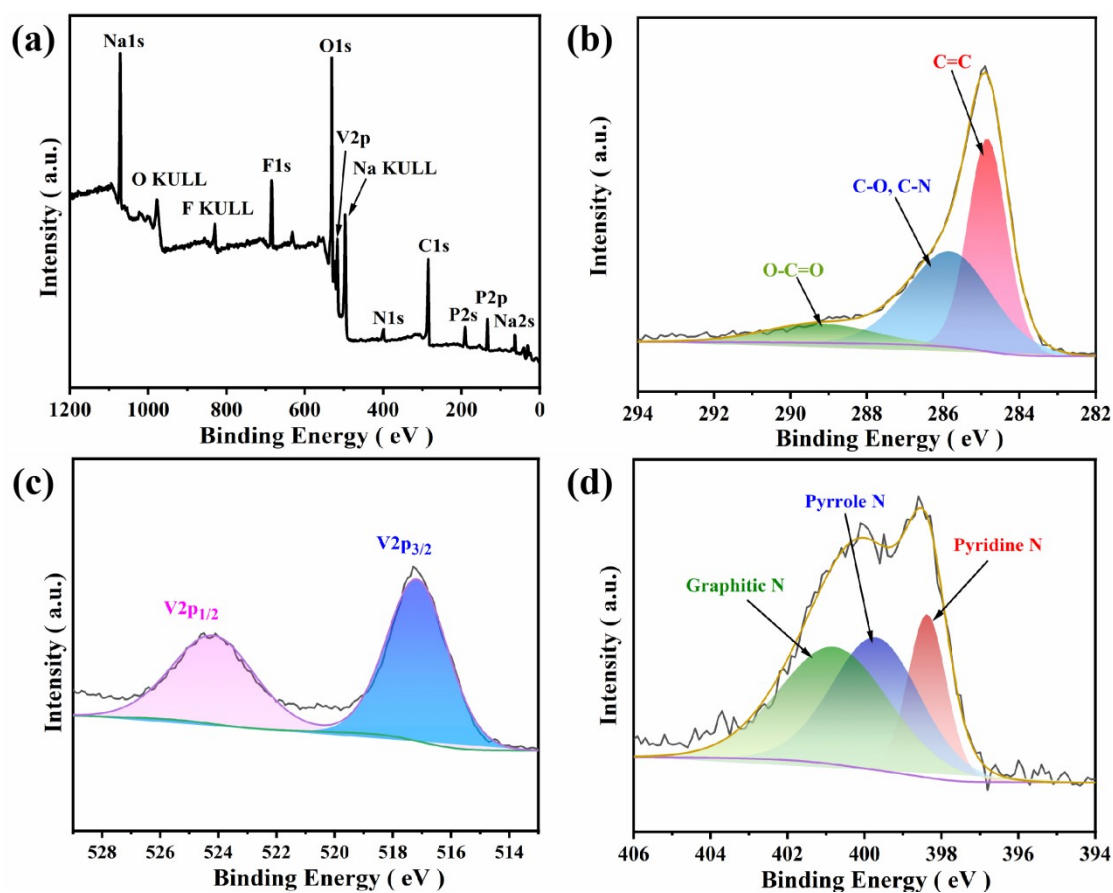 (a)
Na1s
O KULL
F KULL
F1s
O1s
V2p
Na KULL
N1s
C1s
P2s
P2p
Na2s
Intensity ( a.u.)
1200 1000 800 600 400 200 0
Binding Energy ( eV )
(b)
C=C
C-O, C-N
O-C=O
Intensity ( a.u.)
294 292 290 288 286 284 282
Binding Energy ( eV )
(c)
V2p3/2
V2p1/2
Intensity ( a.u.)
528 526 524 522 520 518 516 514
Binding Energy ( eV )
(d)
Pyrrole N
Pyridine N
Graphitic N
Intensity ( a.u.)
406 404 402 400 398 396 394
Binding Energy ( eV )